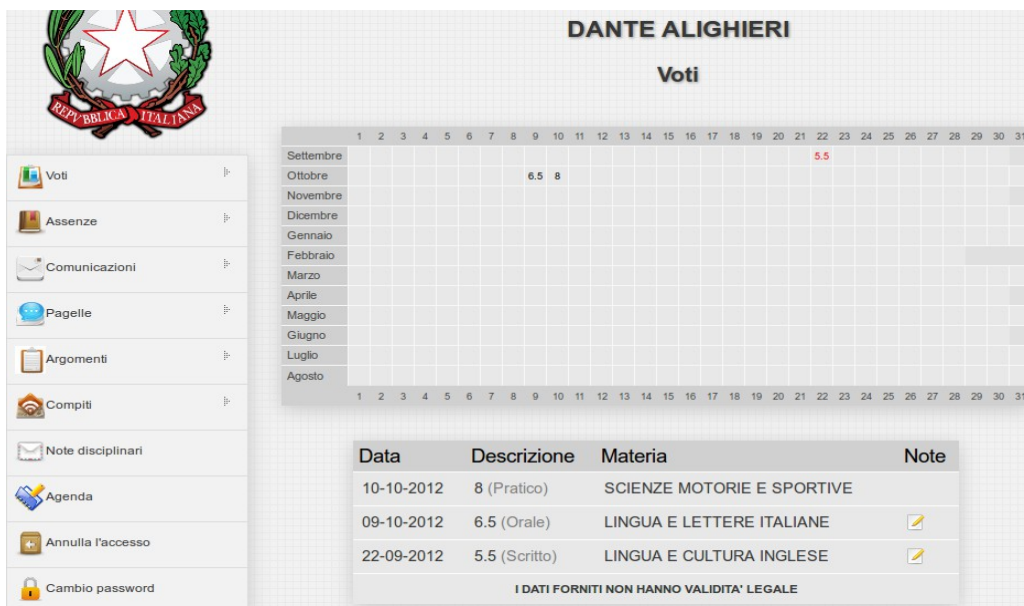 REPVBBLICA ITALIANA
DANTE ALIGHIERI
Voti
Voti
Assenze
Comunicazioni
Pagelle
Argomenti
Compiti
Note disciplinari
Agenda
Annulla l'accesso
Cambio password
1 2 3 4 5 6 7 8 9 10 11 12 13 14 15 16 17 18 19 20 21 22 23 24 25 26 27 28 29 30 31
Settembre 5.5
Ottobre 6.5 8
Novembre
Dicembre
Gennaio
Febbraio
Marzo
Aprile
Maggio
Giugno
Luglio
Agosto
1 2 3 4 5 6 7 8 9 10 11 12 13 14 15 16 17 18 19 20 21 22 23 24 25 26 27 28 29 30 31
Data Descrizione Materia Note
10-10-2012 8 (Pratico) SCIENZE MOTORIE E SPORTIVE
09-10-2012 6.5 (Orale) LINGUA E LETTERE ITALIANE
22-09-2012 5.5 (Scritto) LINGUA E CULTURA INGLESE
I DATI FORNITI NON HANNO VALIDITA' LEGALE